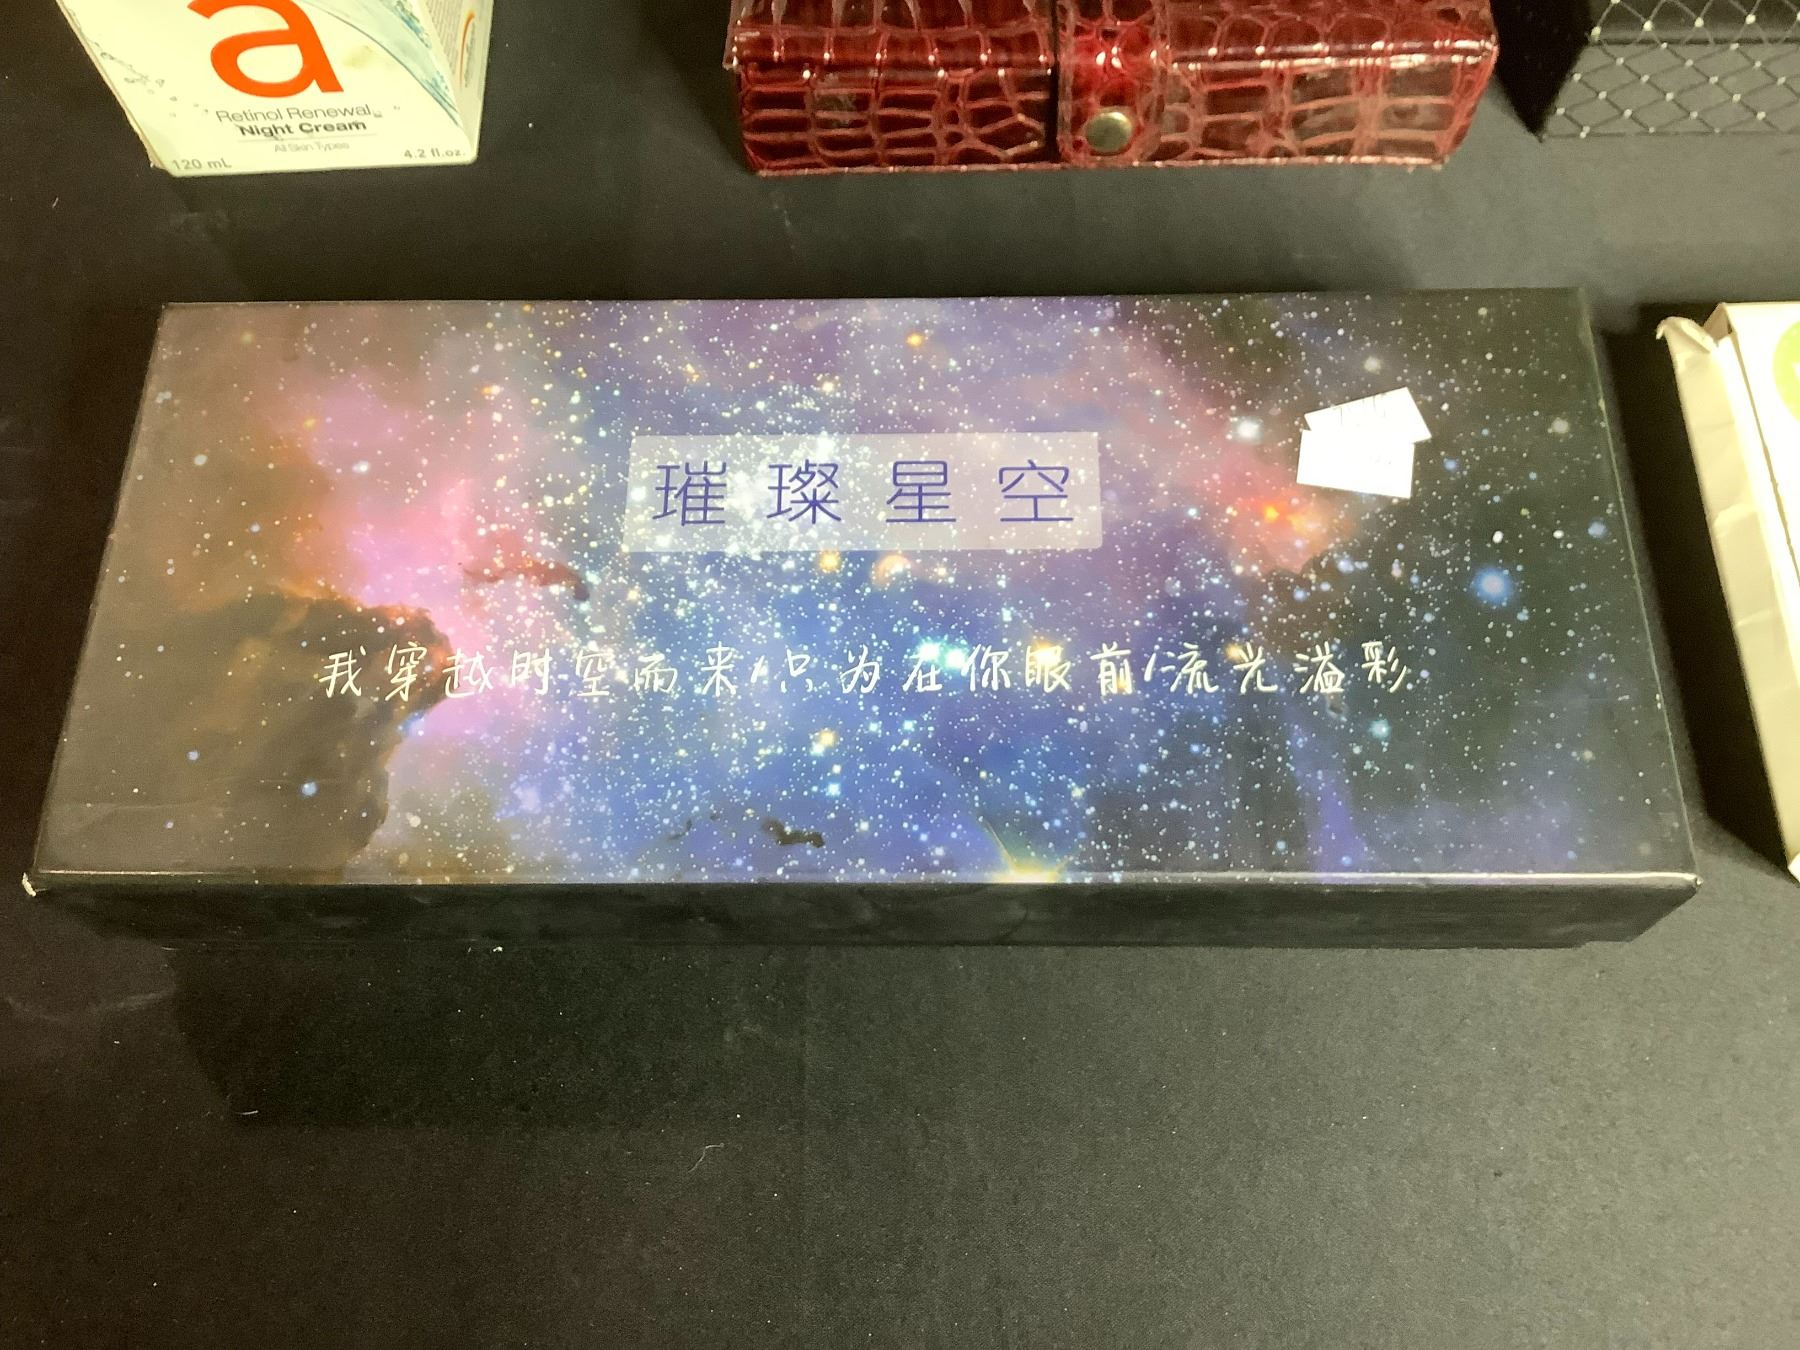 a
Retinol Renewal
Night Cream
All Skin Types
120 mL
4.2 fl.oz.
璀璨星空
我穿越时空而来/只为在你眼前/流光溢彩